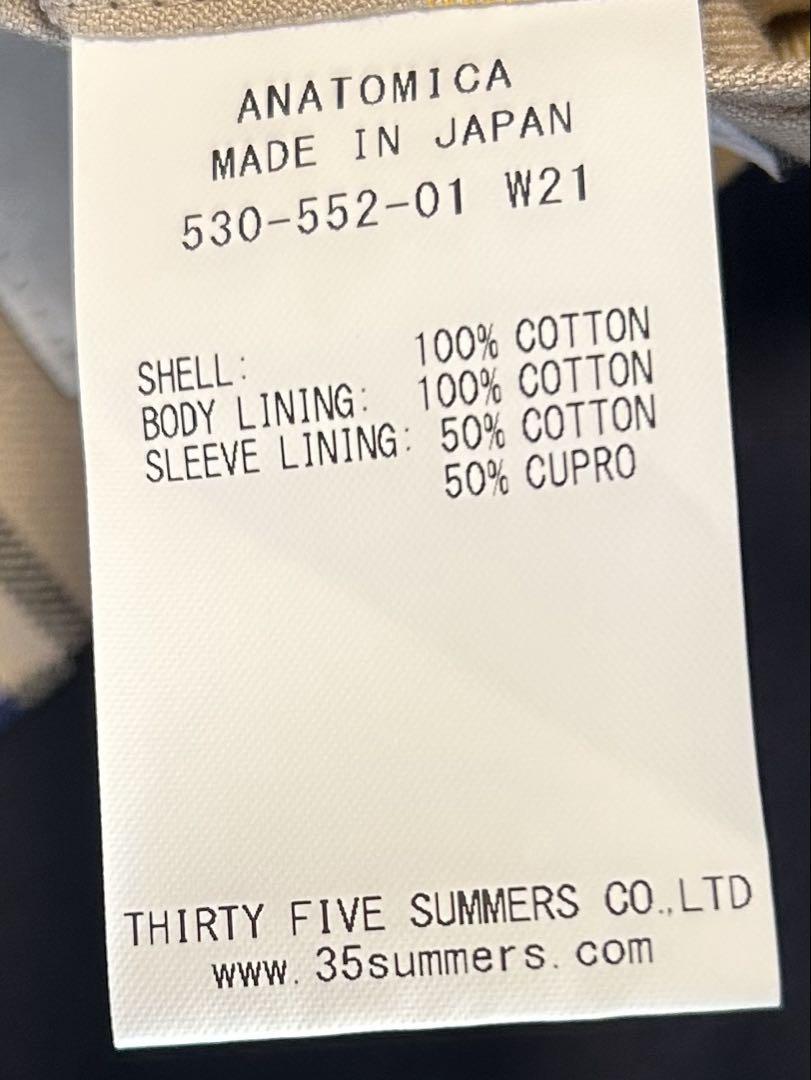 ANATOMICA
MADE IN JAPAN
530-552-01 W21
SHELL: 100% COTTON
BODY LINING: 100% COTTON
SLEEVE LINING: 50% COTTON
50% CUPRO
THIRTY FIVE SUMMERS CO.,LTD
www.35summers.com